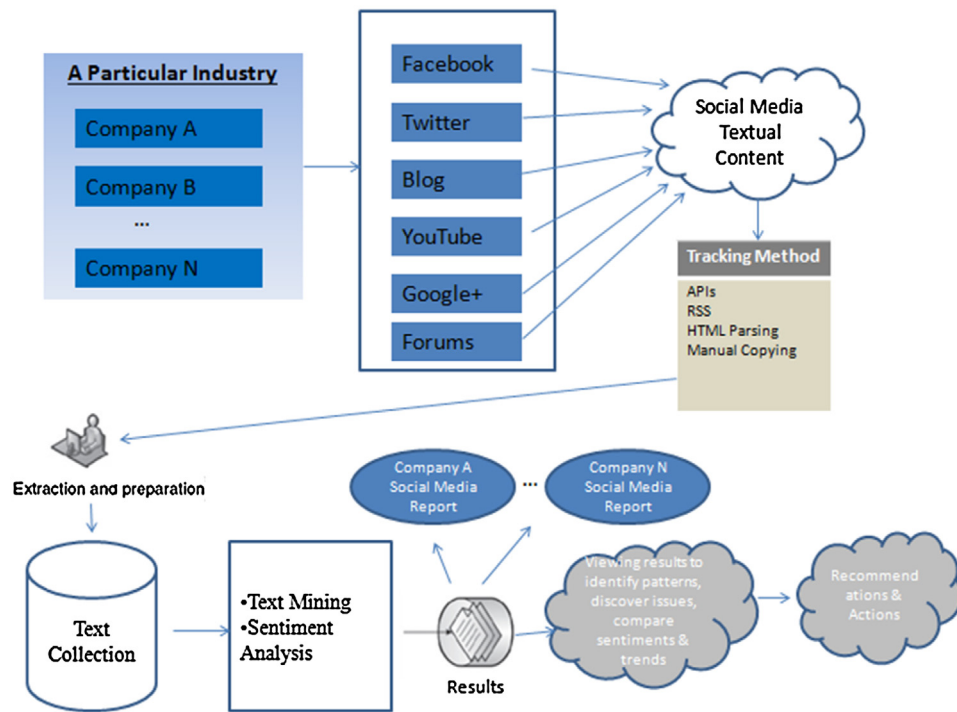 A Particular Industry
Company A
Company B
...
Company N
Facebook
Twitter
Blog
YouTube
Google+
Forums
Social Media
Textual
Content
Tracking Method
APIs
RSS
HTML Parsing
Manual Copying
Extraction and preparation
Text
Collection
•Text Mining
•Sentiment
Analysis
Results
Company A
Social Media
Report
...
Company N
Social Media
Report
Viewing results to
identify patterns,
discover issues,
compare
sentiments &
trends
Recommend
ations &
Actions